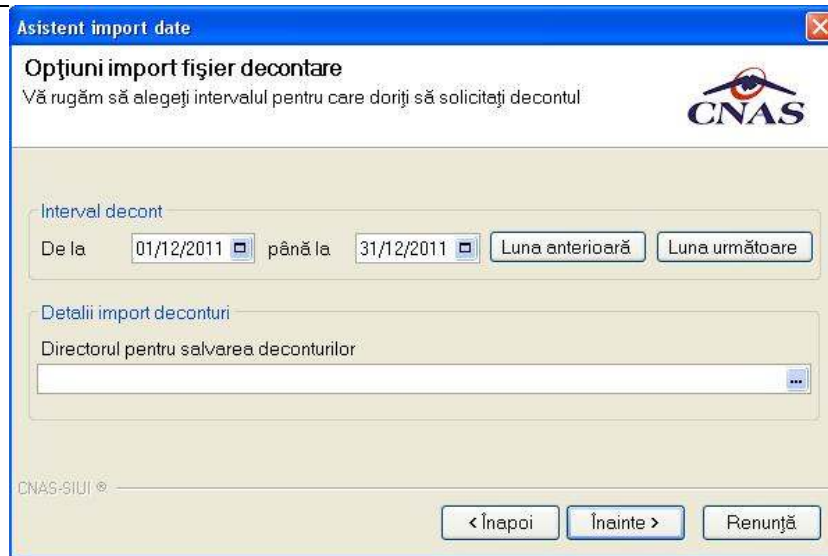 Asistent import date
Opţiuni import fişier decontare
Vă rugăm să alegeţi intervalul pentru care doriţi să solicitaţi decontul
CNAS
Interval decont
De la 01/12/2011 până la 31/12/2011 Luna anterioară Luna următoare
Detalii import deconturi
Directorul pentru salvarea deconturilor
...
CNAS-SIUI ®
< Înapoi Înainte > Renunţă